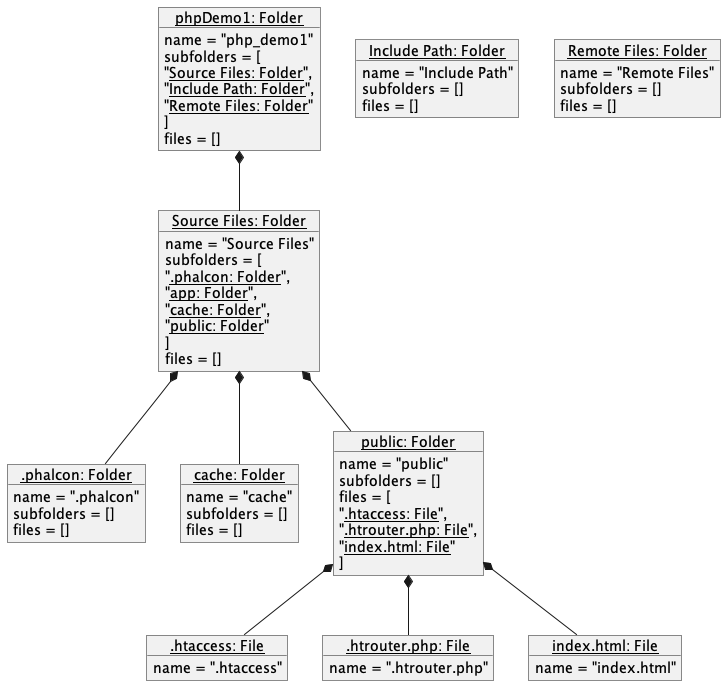 phpDemo1: Folder
name = "php_demo1"
subfolders = [
"Source Files: Folder",
"Include Path: Folder",
"Remote Files: Folder"
]
files = []
Include Path: Folder
name = "Include Path"
subfolders = []
files = []
Remote Files: Folder
name = "Remote Files"
subfolders = []
files = []
Source Files: Folder
name = "Source Files"
subfolders = [
".phalcon: Folder",
"app: Folder",
"cache: Folder",
"public: Folder"
]
files = []
.phalcon: Folder
name = ".phalcon"
subfolders = []
files = []
cache: Folder
name = "cache"
subfolders = []
files = []
public: Folder
name = "public"
subfolders = []
files = [
".htaccess: File",
".htrouter.php: File",
"index.html: File"
]
.htaccess: File
name = ".htaccess"
.htrouter.php: File
name = ".htrouter.php"
index.html: File
name = "index.html"